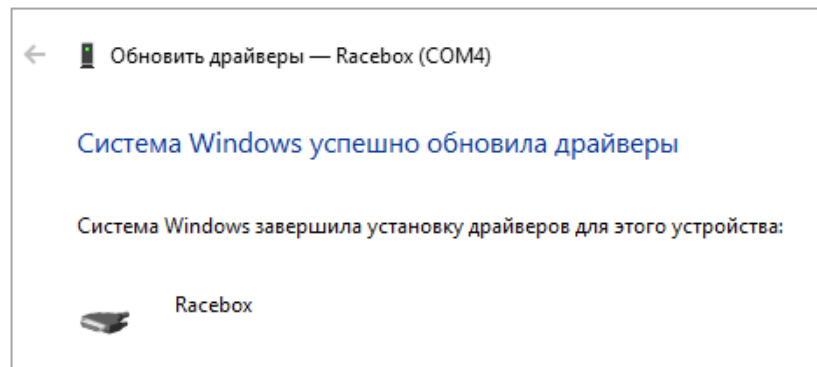 Обновить драйверы — Racebox (COM4)
Система Windows успешно обновила драйверы
Система Windows завершила установку драйверов для этого устройства:
Racebox